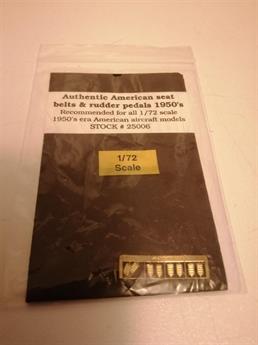 Authentic American seat
belts & rudder pedals 1950's
Recommended for all 1/72 scale
1950's era American aircraft models
STOCK # 25006
1/72
Scale